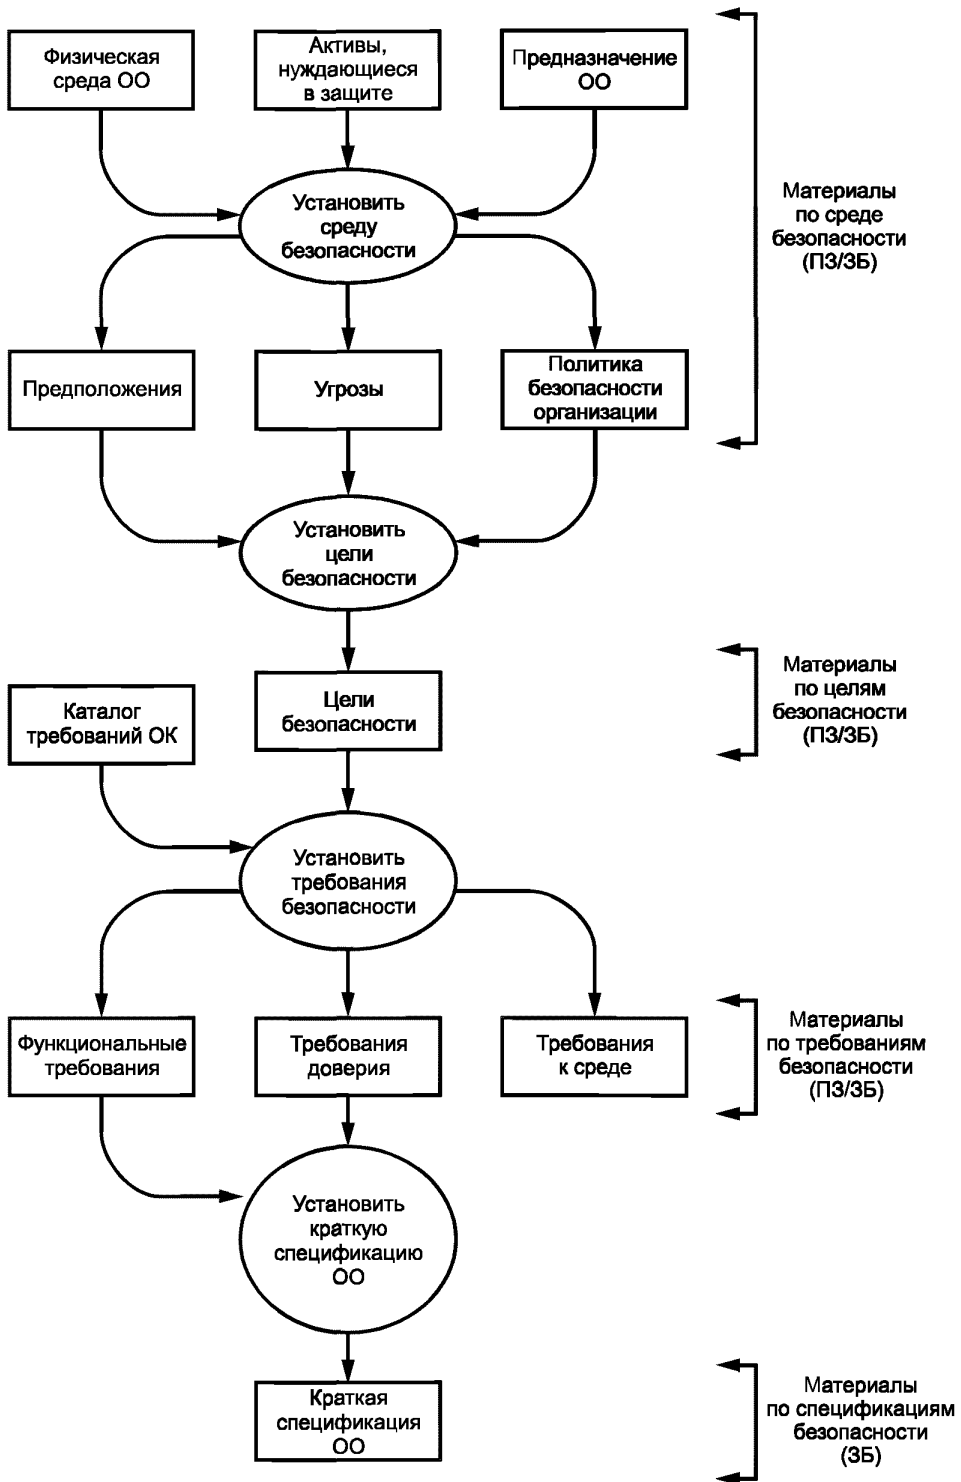 Физическая
среда ОО
Активы,
нуждающиеся
в защите
Предназначение
ОО
Установить
среду
безопасности
Материалы
по среде
безопасности
(ПЗ/ЗБ)
Предположения
Угрозы
Политика
безопасности
организации
Установить
цели
безопасности
Каталог
требований ОК
Цели
безопасности
Материалы
по целям
безопасности
(ПЗ/ЗБ)
Установить
требования
безопасности
Функциональные
требования
Требования
доверия
Требования
к среде
Материалы
по требованиям
безопасности
(ПЗ/ЗБ)
Установить
краткую
спецификацию
ОО
Краткая
спецификация
ОО
Материалы
по спецификациям
безопасности
(ЗБ)